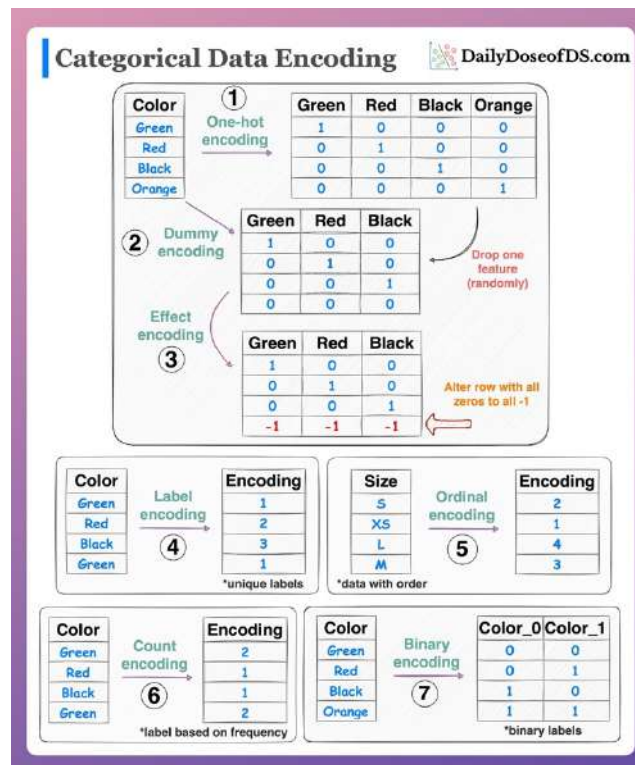 Categorical Data Encoding
DailyDoseofDS.com
1
Color
Green
Red
Black
Orange
One-hot
encoding
Green Red Black Orange
1 0 0 0
0 1 0 0
0 0 1 0
0 0 0 1
2
Dummy
encoding
Green Red Black
1 0 0
0 1 0
0 0 1
0 0 0
Drop one
feature
(randomly)
Effect
encoding
3
Green Red Black
1 0 0
0 1 0
0 0 1
-1 -1 -1
Alter row with all
zeros to all -1
Color
Green
Red
Black
Green
Label
encoding
4
Encoding
1
2
3
1
*unique labels
Size
S
XS
L
M
Ordinal
encoding
5
Encoding
2
1
4
3
*data with order
Color
Green
Red
Black
Green
Count
encoding
6
Encoding
2
1
1
2
*label based on frequency
Color
Green
Red
Black
Orange
Binary
encoding
7
Color_0 Color_1
0 0
0 1
1 0
1 1
*binary labels